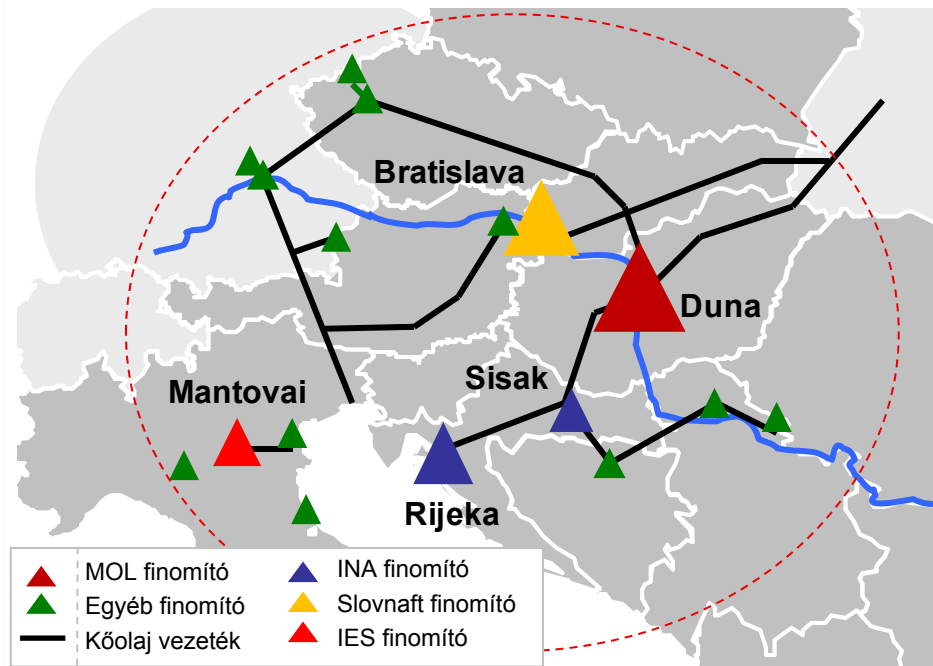 Bratislava
Duna
Sisak
Mantovai
Rijeka
MOL finomító
Egyéb finomító
Kőolaj vezeték
INA finomító
Slovnaft finomító
IES finomító